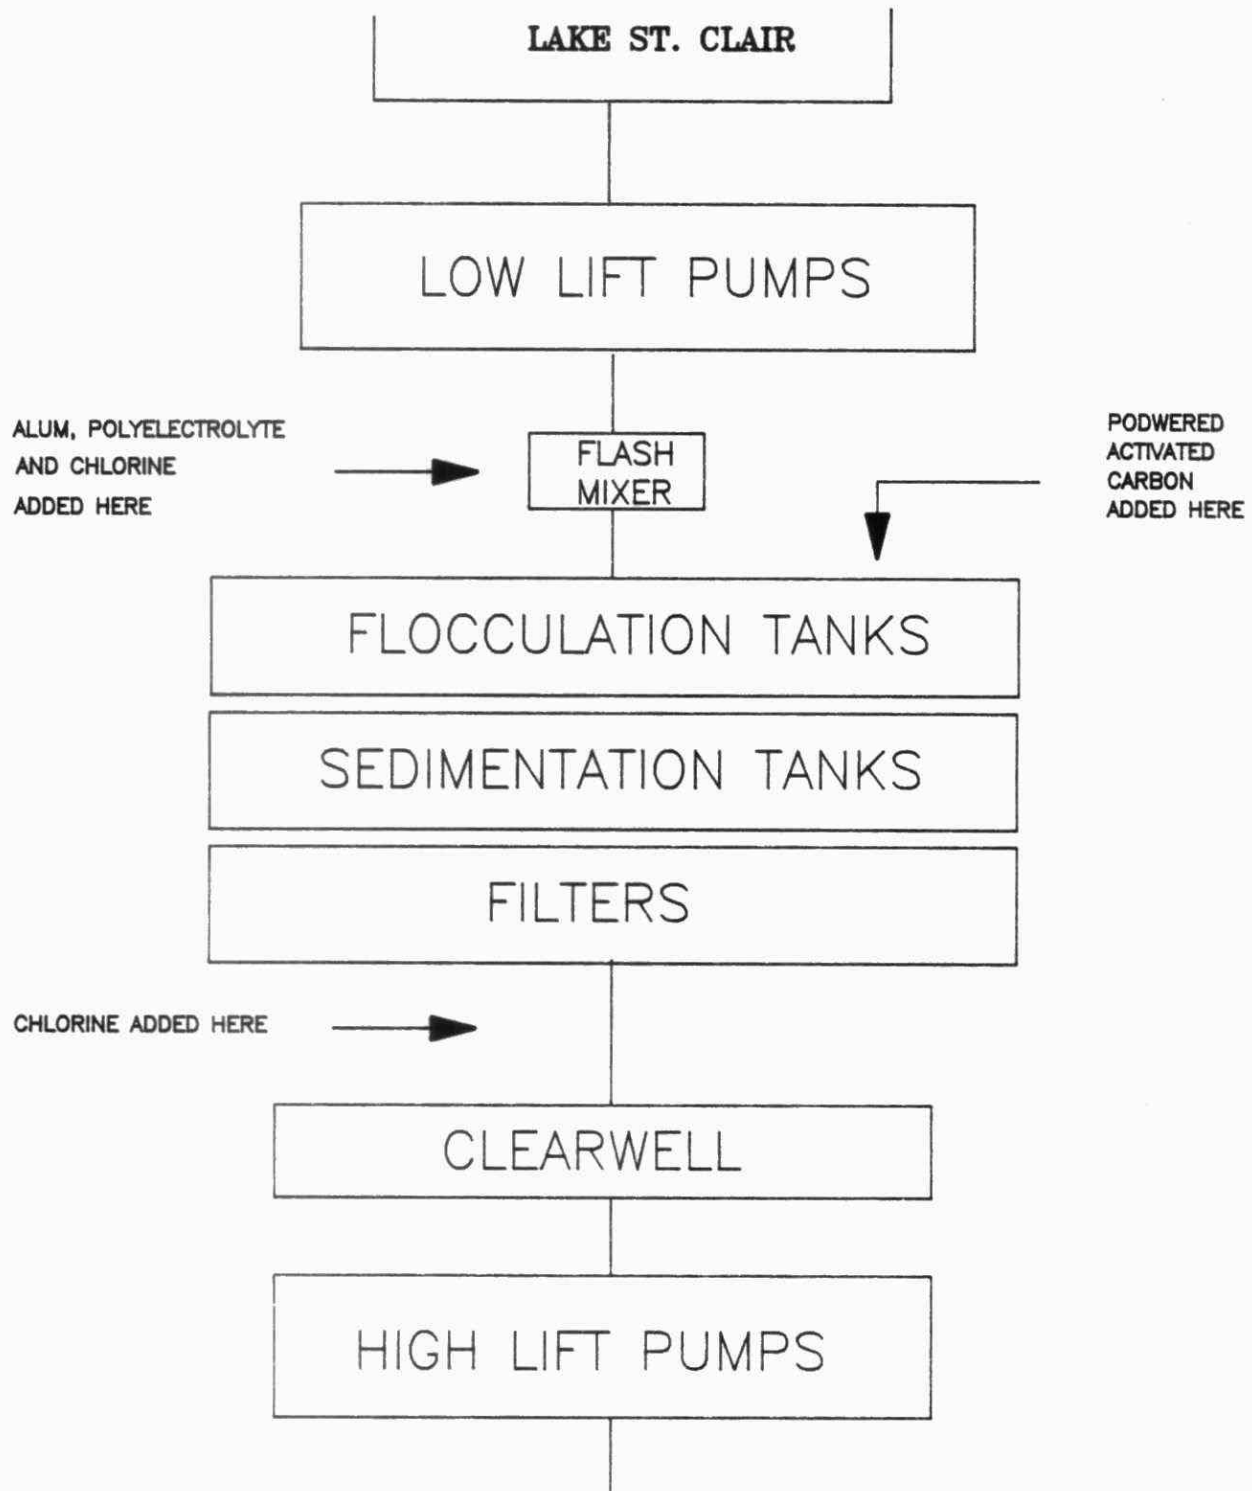 LAKE ST. CLAIR
LOW LIFT PUMPS
ALUM, POLYELECTROLYTE
AND CHLORINE
ADDED HERE
FLASH
MIXER
PODWERED
ACTIVATED
CARBON
ADDED HERE
FLOCCULATION TANKS
SEDIMENTATION TANKS
FILTERS
CHLORINE ADDED HERE
CLEARWELL
HIGH LIFT PUMPS